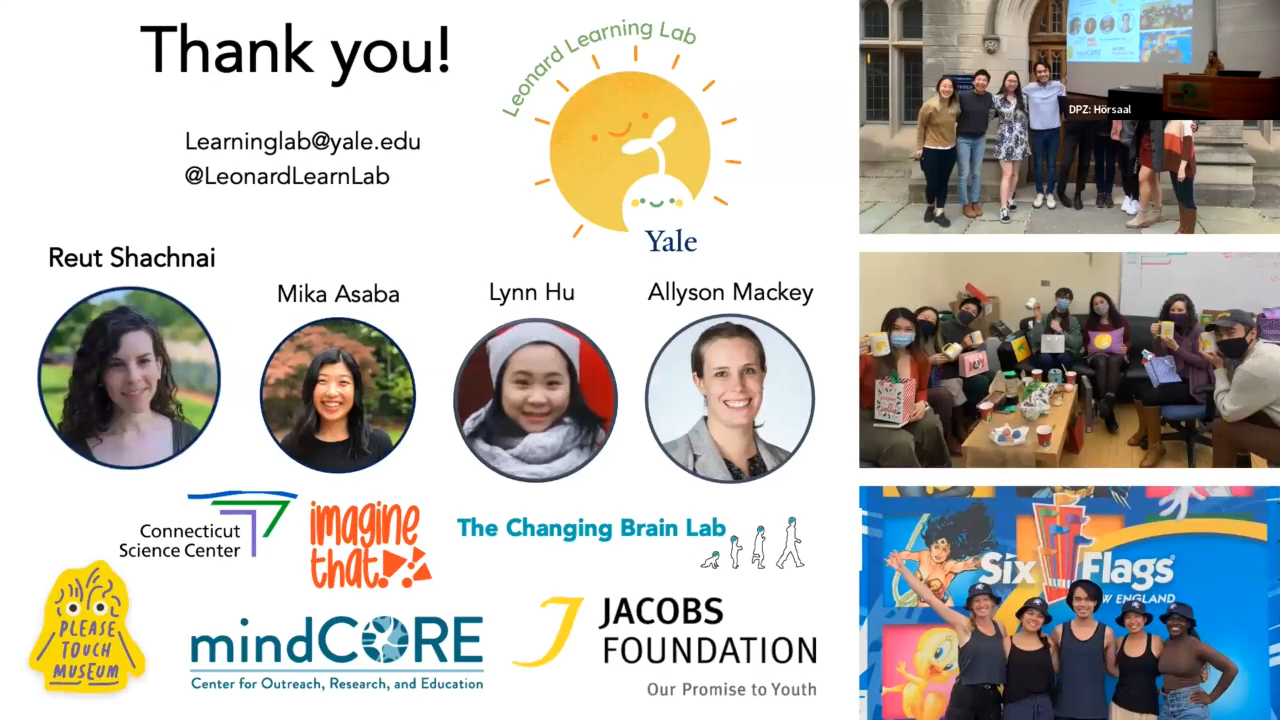 Thank you!
Learninglab@yale.edu
@LeonardLearnLab
Leonard Learning Lab
Yale
Reut Shachnai
Mika Asaba
Lynn Hu
Allyson Mackey
Connecticut
Science Center
imagine
that
The Changing Brain Lab
PLEASE
TOUCH
MUSEUM
mindCORE
Center for Outreach, Research, and Education
JACOBS
FOUNDATION
Our Promise to Youth
DPZ: Hörsaal
Six Flags
W ENGLAND